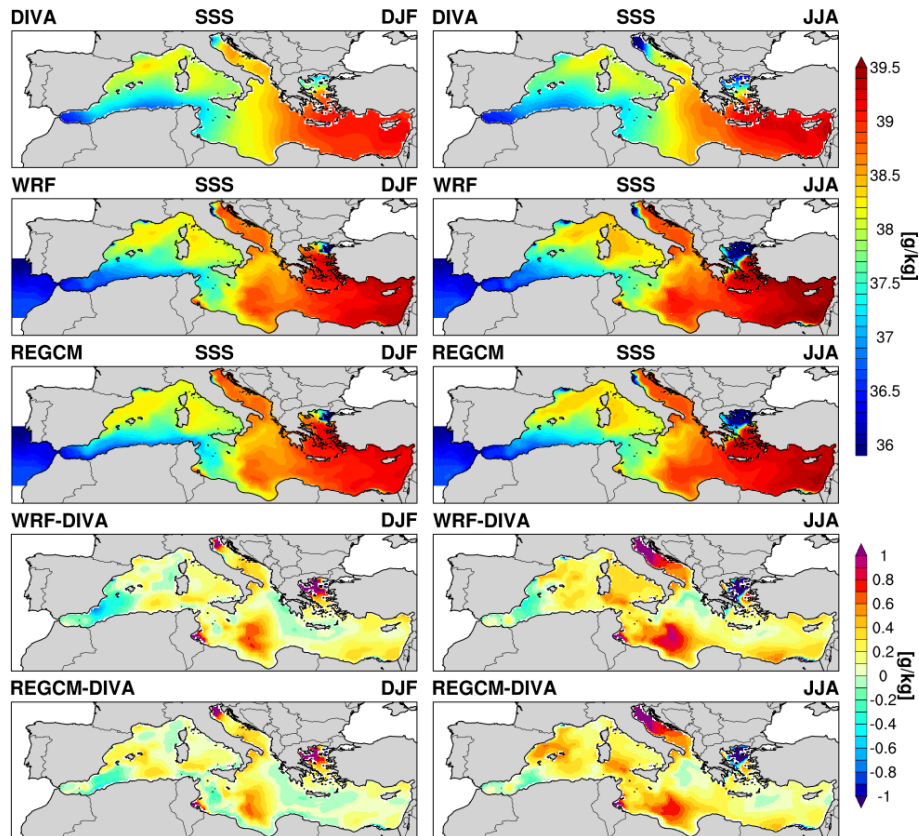 DIVA SSS DJF DIVA SSS JJA
WRF SSS DJF WRF SSS JJA
REGCM SSS DJF REGCM SSS JJA
39.5
39
38.5
38
37.5
37
36.5
36
[g/kg]
WRF-DIVA DJF WRF-DIVA JJA
REGCM-DIVA DJF REGCM-DIVA JJA
1
0.8
0.6
0.4
0.2
0
-0.2
-0.4
-0.6
-0.8
-1
[g/kg]